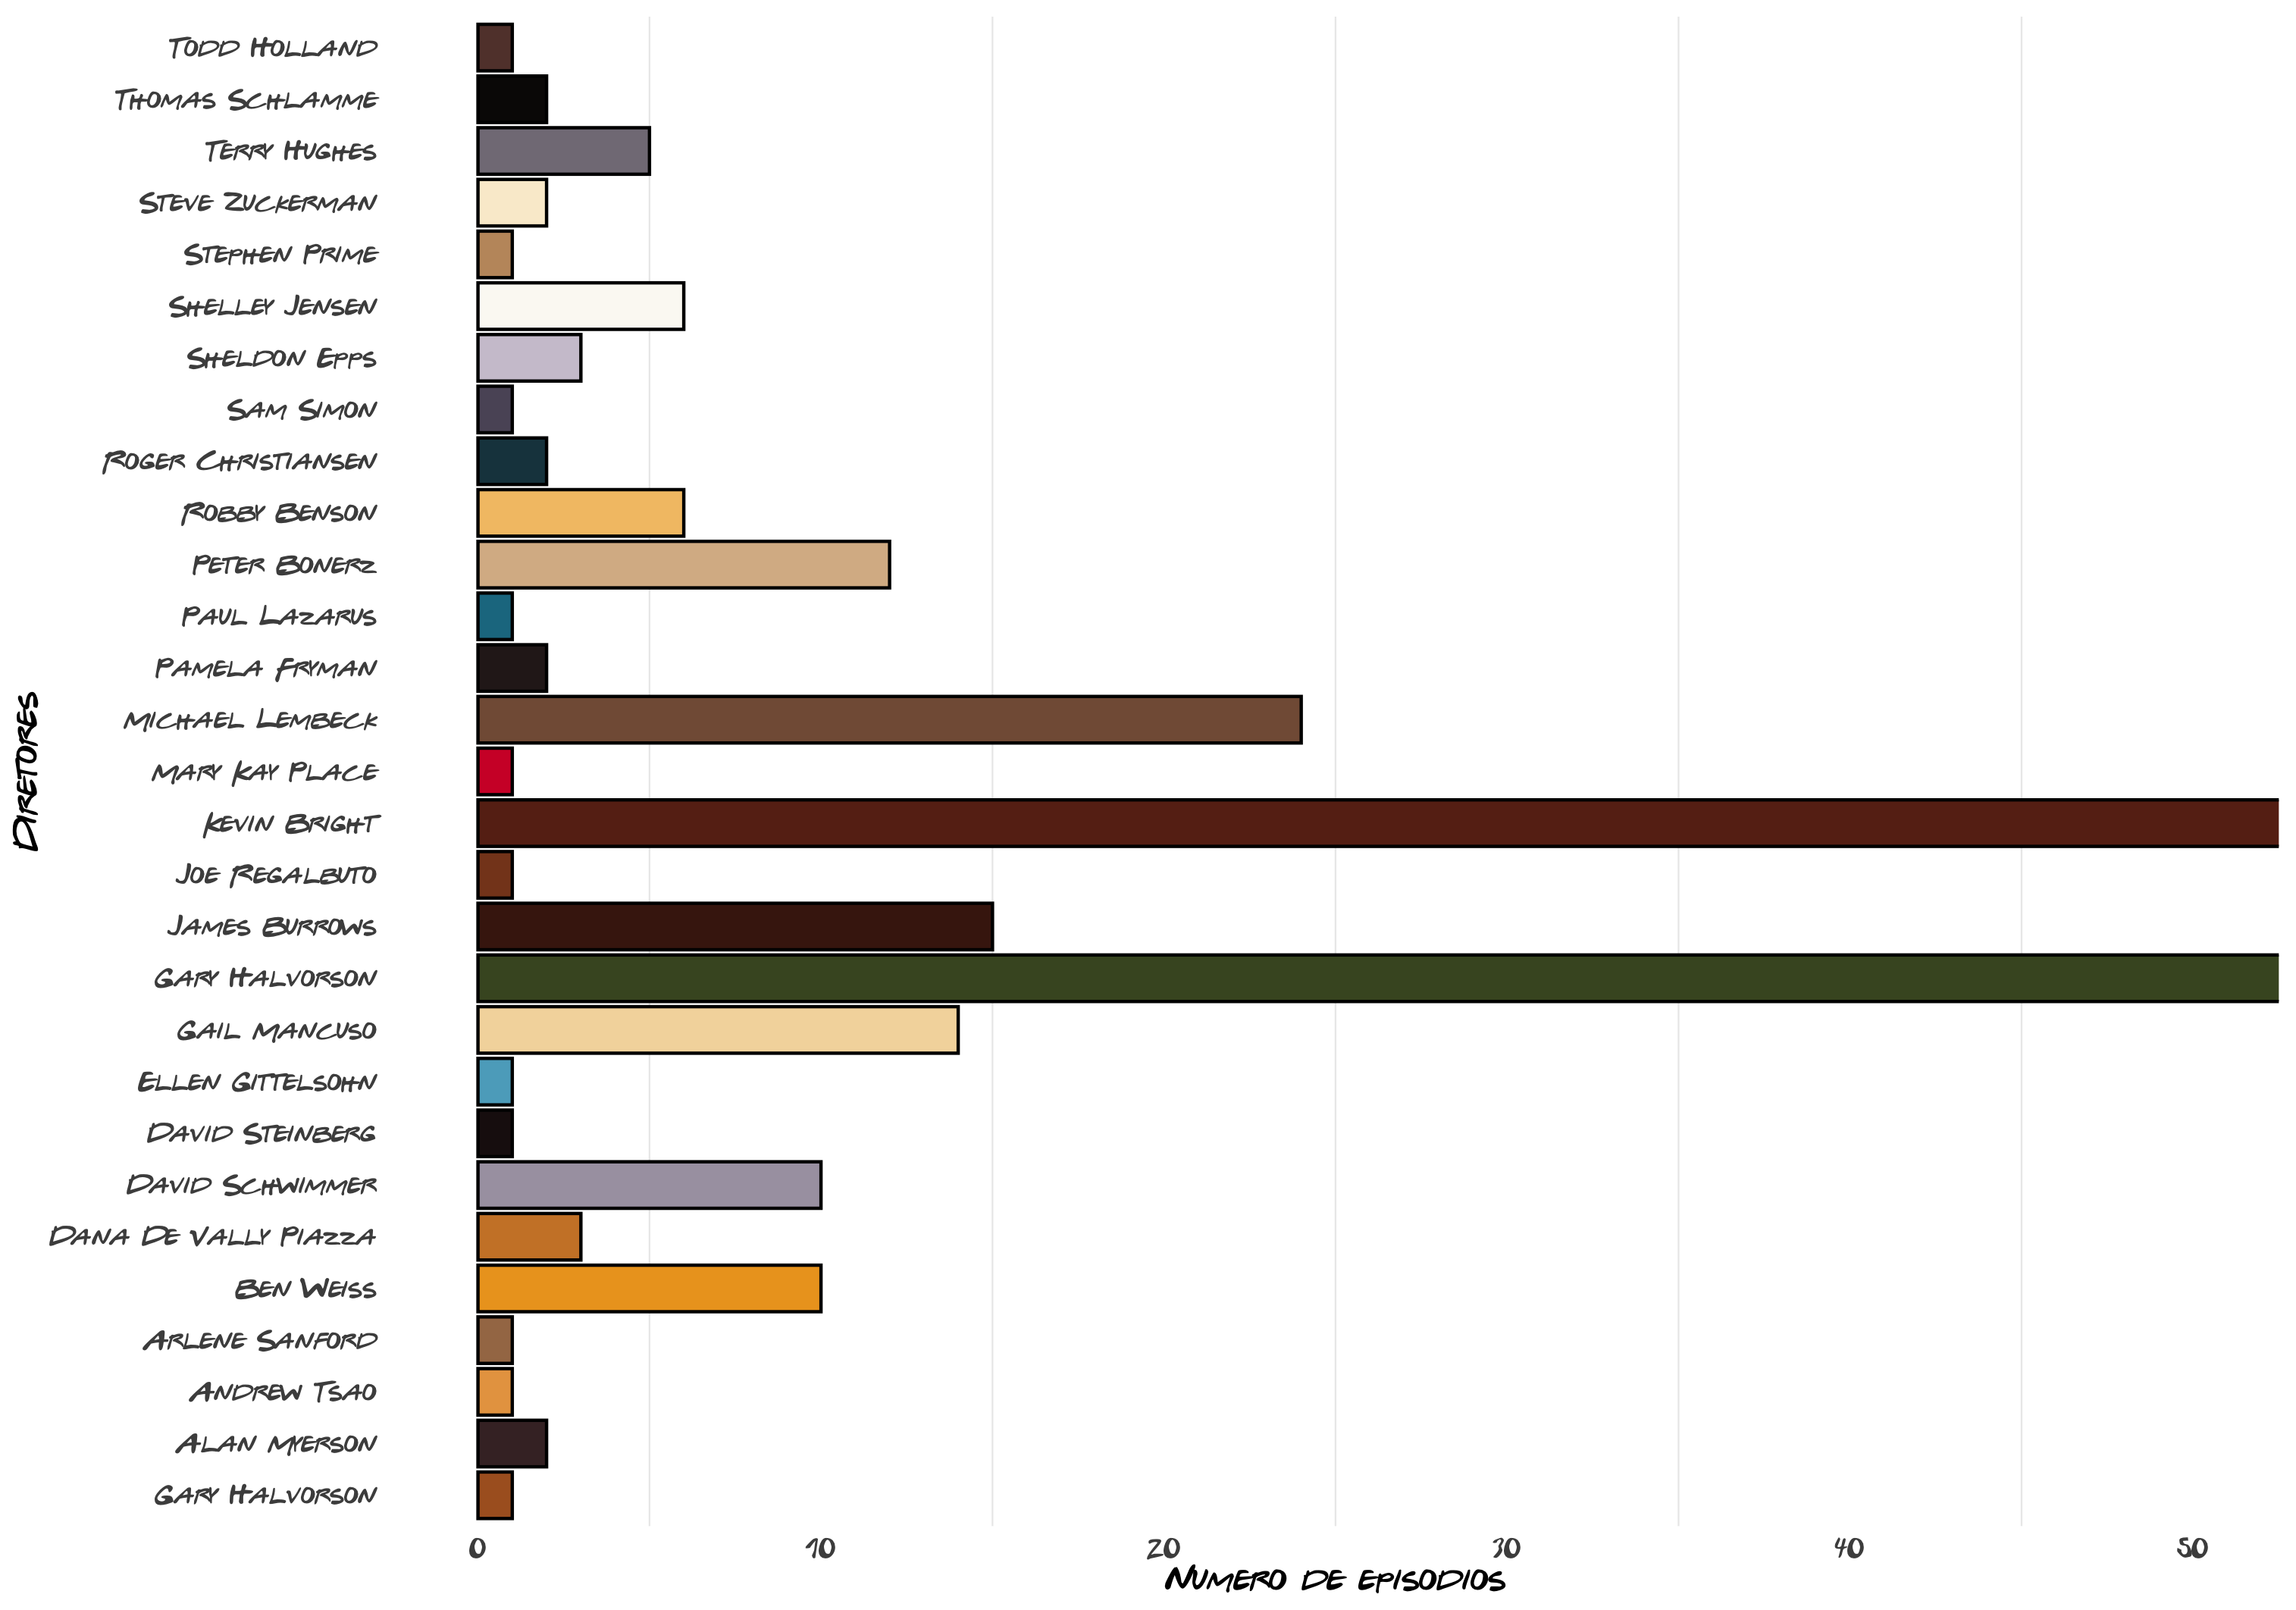 Todd Holland
Thomas Schlamme
Terry Hughes
Steve Zuckerman
Stephen Prime
Shelley Jensen
Sheldon Epps
Sam Simon
Roger Christiansen
Robby Benson
Peter Bonerz
Paul Lazarus
Pamela Fryman
Michael Lembeck
Mary Kay Place
Kevin Bright
Joe Regalbuto
James Burrows
Gary Halvorson
Gail Mancuso
Ellen Gittelsohn
David Steinberg
David Schwimmer
Dana De Vally Piazza
Ben Weiss
Arlene Sanford
Andrew Tsao
Alan Myerson
Gary Halvorson
Diretores
0 10 20 30 40 50
Numero de episodios